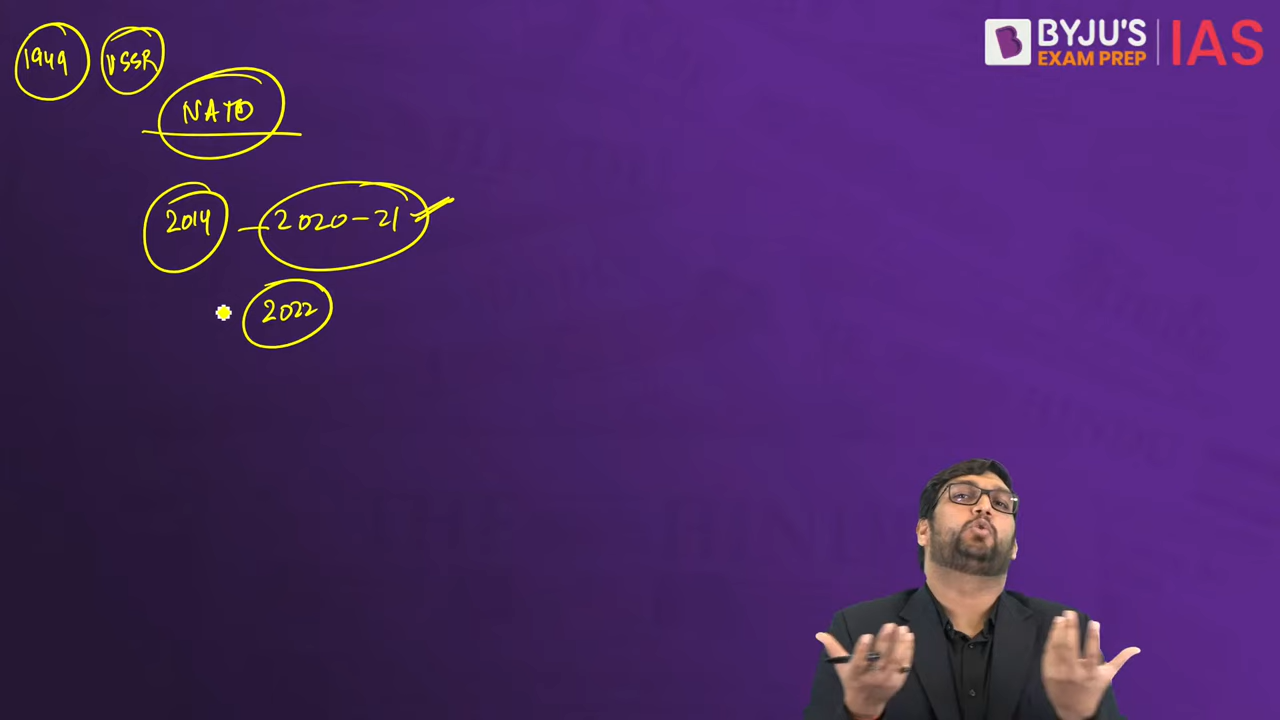 1949 USSR
NATO
2014 - 2020-21
2022
BYJU'S
EXAM PREP
IAS